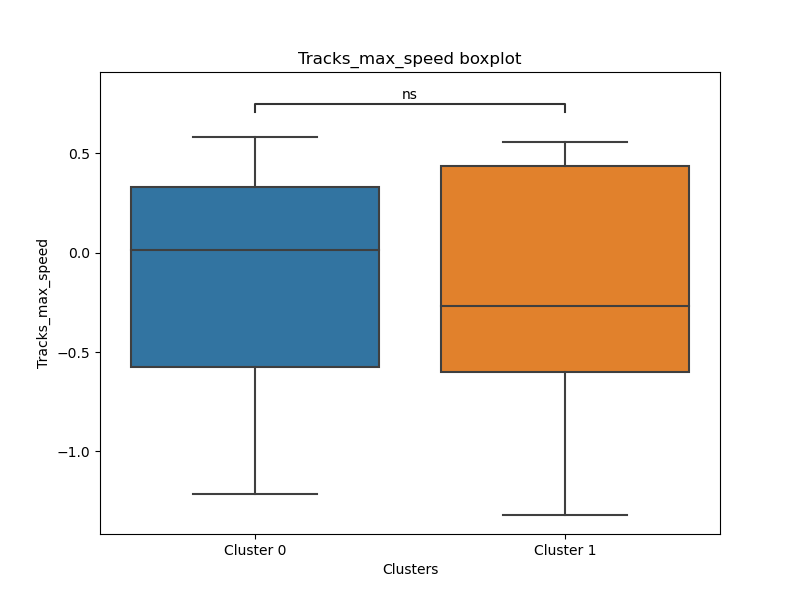 Tracks_max_speed boxplot
ns
0.5
0.0
−0.5
−1.0
Tracks_max_speed
Cluster 0
Cluster 1
Clusters